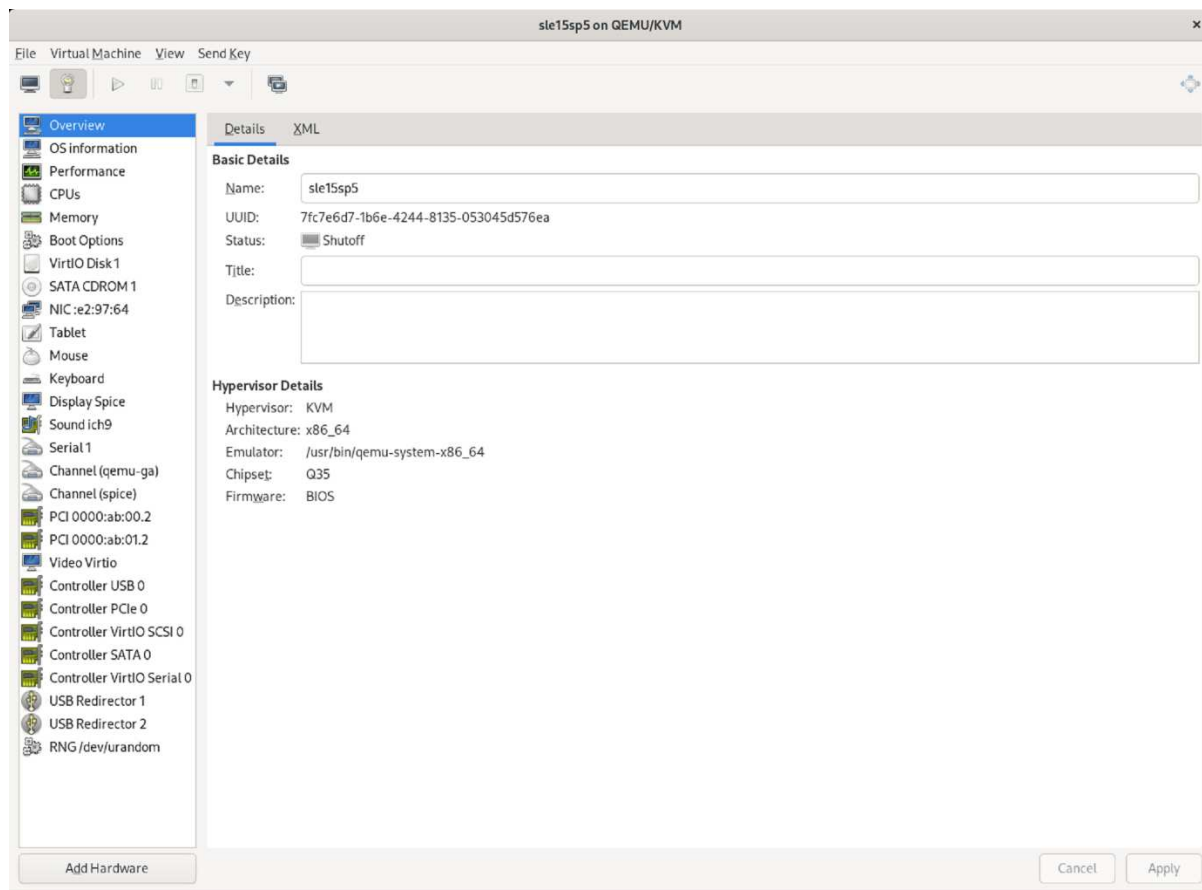 sle15sp5 on QEMU/KVM
×
File Virtual Machine View Send Key
Overview
OS information
Performance
CPUs
Memory
Boot Options
VirtIO Disk 1
SATA CDROM 1
NIC :e2:97:64
Tablet
Mouse
Keyboard
Display Spice
Sound ich9
Serial 1
Channel (qemu-ga)
Channel (spice)
PCI 0000:ab:00.2
PCI 0000:ab:01.2
Video Virtio
Controller USB 0
Controller PCIe 0
Controller VirtIO SCSI 0
Controller SATA 0
Controller VirtIO Serial 0
USB Redirector 1
USB Redirector 2
RNG /dev/urandom
Add Hardware
Details XML
Basic Details
Name: sle15sp5
UUID: 7fc7e6d7-1b6e-4244-8135-053045d576ea
Status: Shutoff
Title:
Description:
Hypervisor Details
Hypervisor: KVM
Architecture: x86_64
Emulator: /usr/bin/qemu-system-x86_64
Chipset: Q35
Firmware: BIOS
Cancel Apply